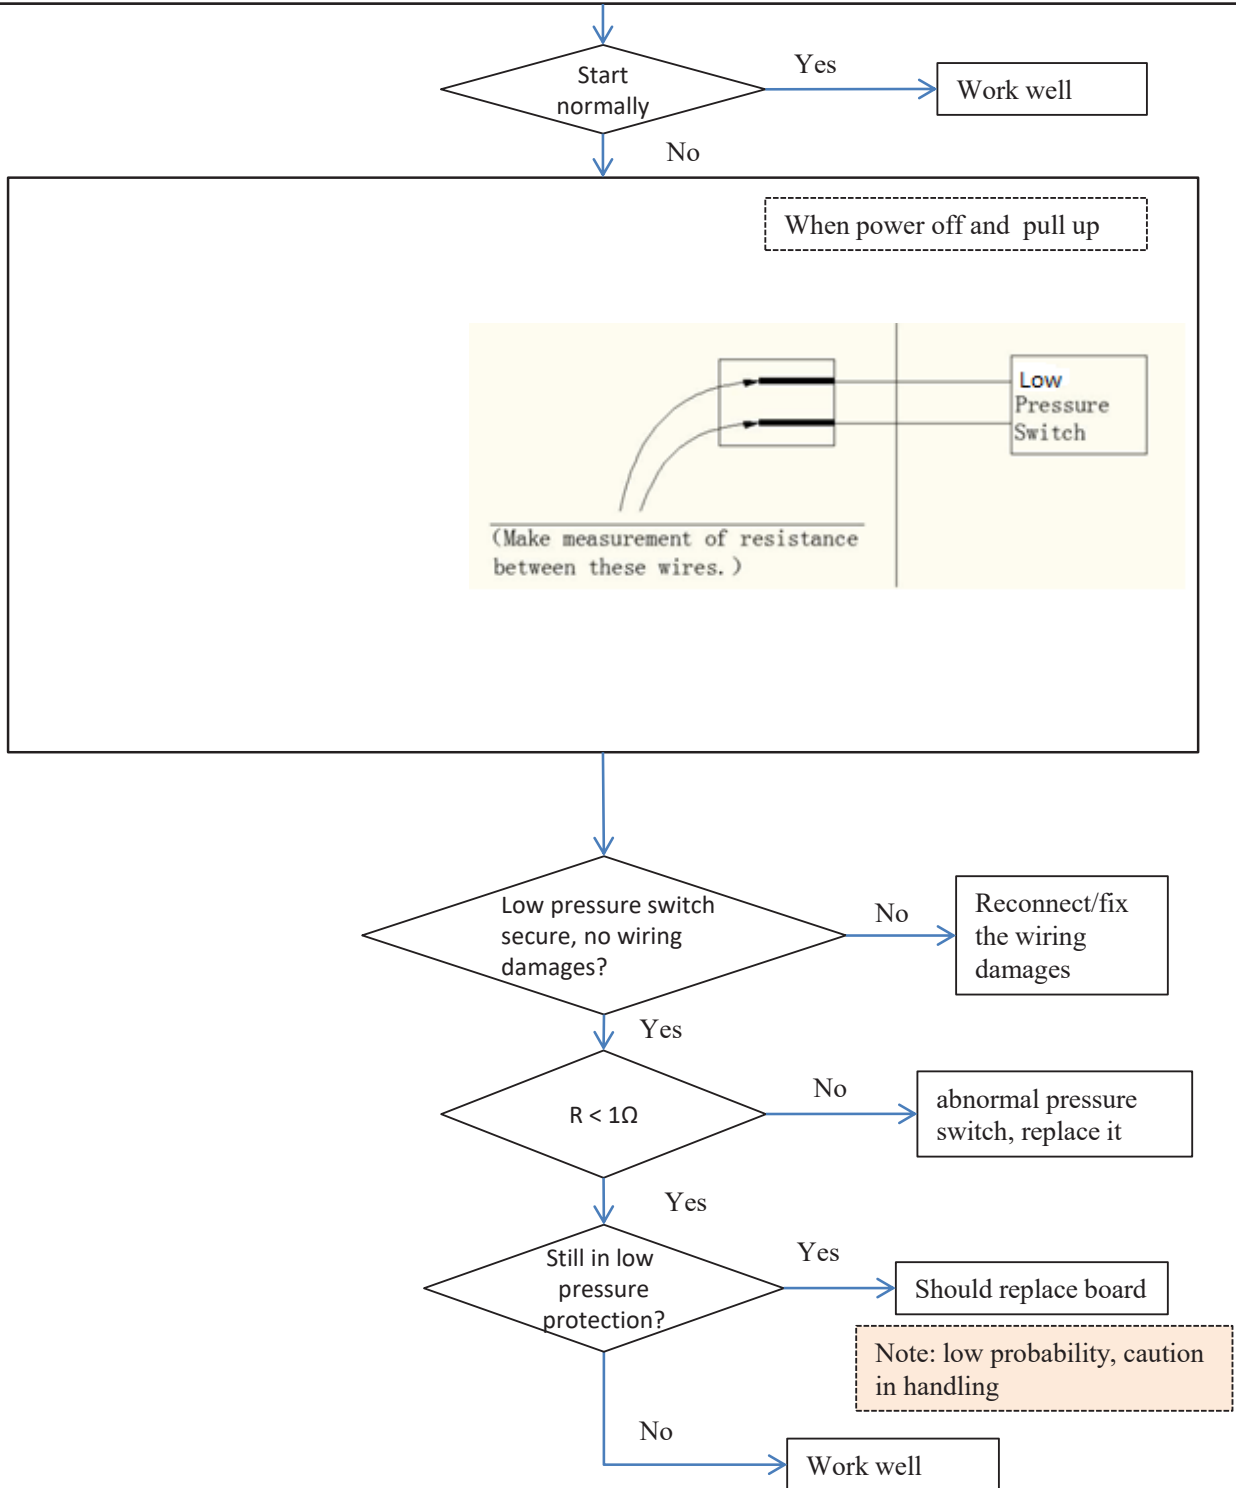 Start
normally
Yes
Work well
No
When power off and pull up
Low
Pressure
Switch
(Make measurement of resistance
between these wires.)
Low pressure switch
secure, no wiring
damages?
No
Reconnect/fix
the wiring
damages
Yes
R < 1Ω
No
abnormal pressure
switch, replace it
Yes
Still in low
pressure
protection?
Yes
Should replace board
Note: low probability, caution
in handling
No
Work well